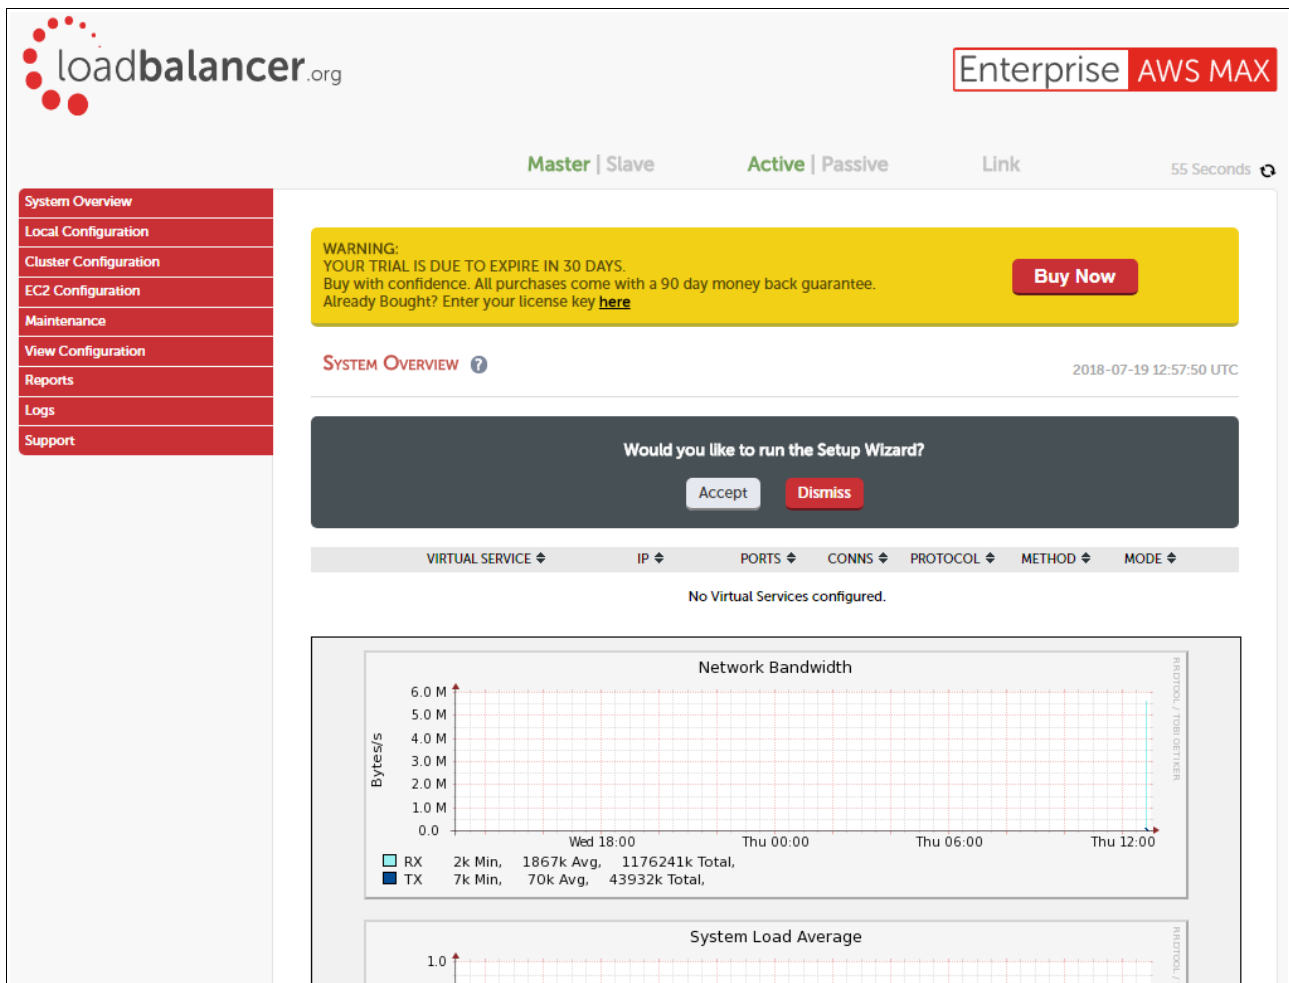 loadbalancer.org
Enterprise AWS MAX
Master | Slave
Active | Passive
Link
55 Seconds
System Overview
Local Configuration
Cluster Configuration
EC2 Configuration
Maintenance
View Configuration
Reports
Logs
Support
WARNING:
YOUR TRIAL IS DUE TO EXPIRE IN 30 DAYS.
Buy with confidence. All purchases come with a 90 day money back guarantee.
Already Bought? Enter your license key here
Buy Now
SYSTEM OVERVIEW ?
2018-07-19 12:57:50 UTC
Would you like to run the Setup Wizard?
Accept
Dismiss
VIRTUAL SERVICE IP PORTS CONNS PROTOCOL METHOD MODE
No Virtual Services configured.
Network Bandwidth
RRDTOOL / TOBI OETIKER
Bytes/s
6.0 M
5.0 M
4.0 M
3.0 M
2.0 M
1.0 M
0.0
Wed 18:00 Thu 00:00 Thu 06:00 Thu 12:00
RX 2k Min, 1867k Avg, 1176241k Total,
TX 7k Min, 70k Avg, 43932k Total,
System Load Average
RRDTOOL /
1.0